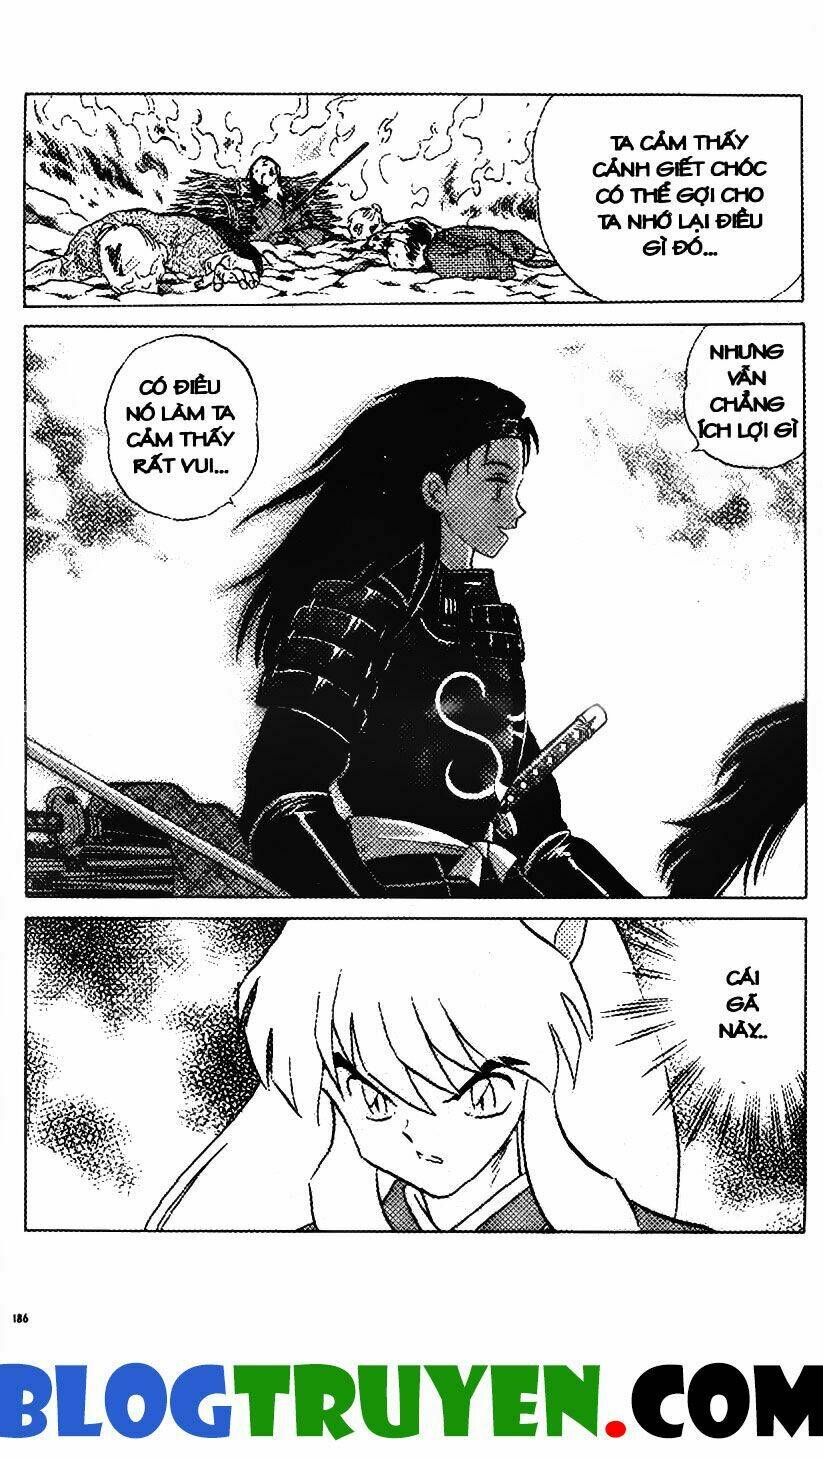 TA CẢM THẤY
CẢNH GIẾT CHÓC
CÓ THỂ GỢI CHO
TA NHỚ LẠI ĐIỀU
GÌ ĐÓ...
NHƯNG
VẪN
CHẲNG
ÍCH LỢI GÌ
CÓ ĐIỀU
NÓ LÀM TA
CẢM THẤY
RẤT VUI...
CÁI
GÃ
NÀY...
186
BLOGTRUYEN.COM